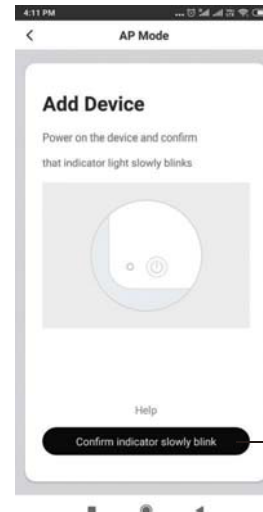 4:11 PM
AP Mode
Add Device
Power on the device and confirm
that indicator light slowly blinks
Help
Confirm indicator slowly blink